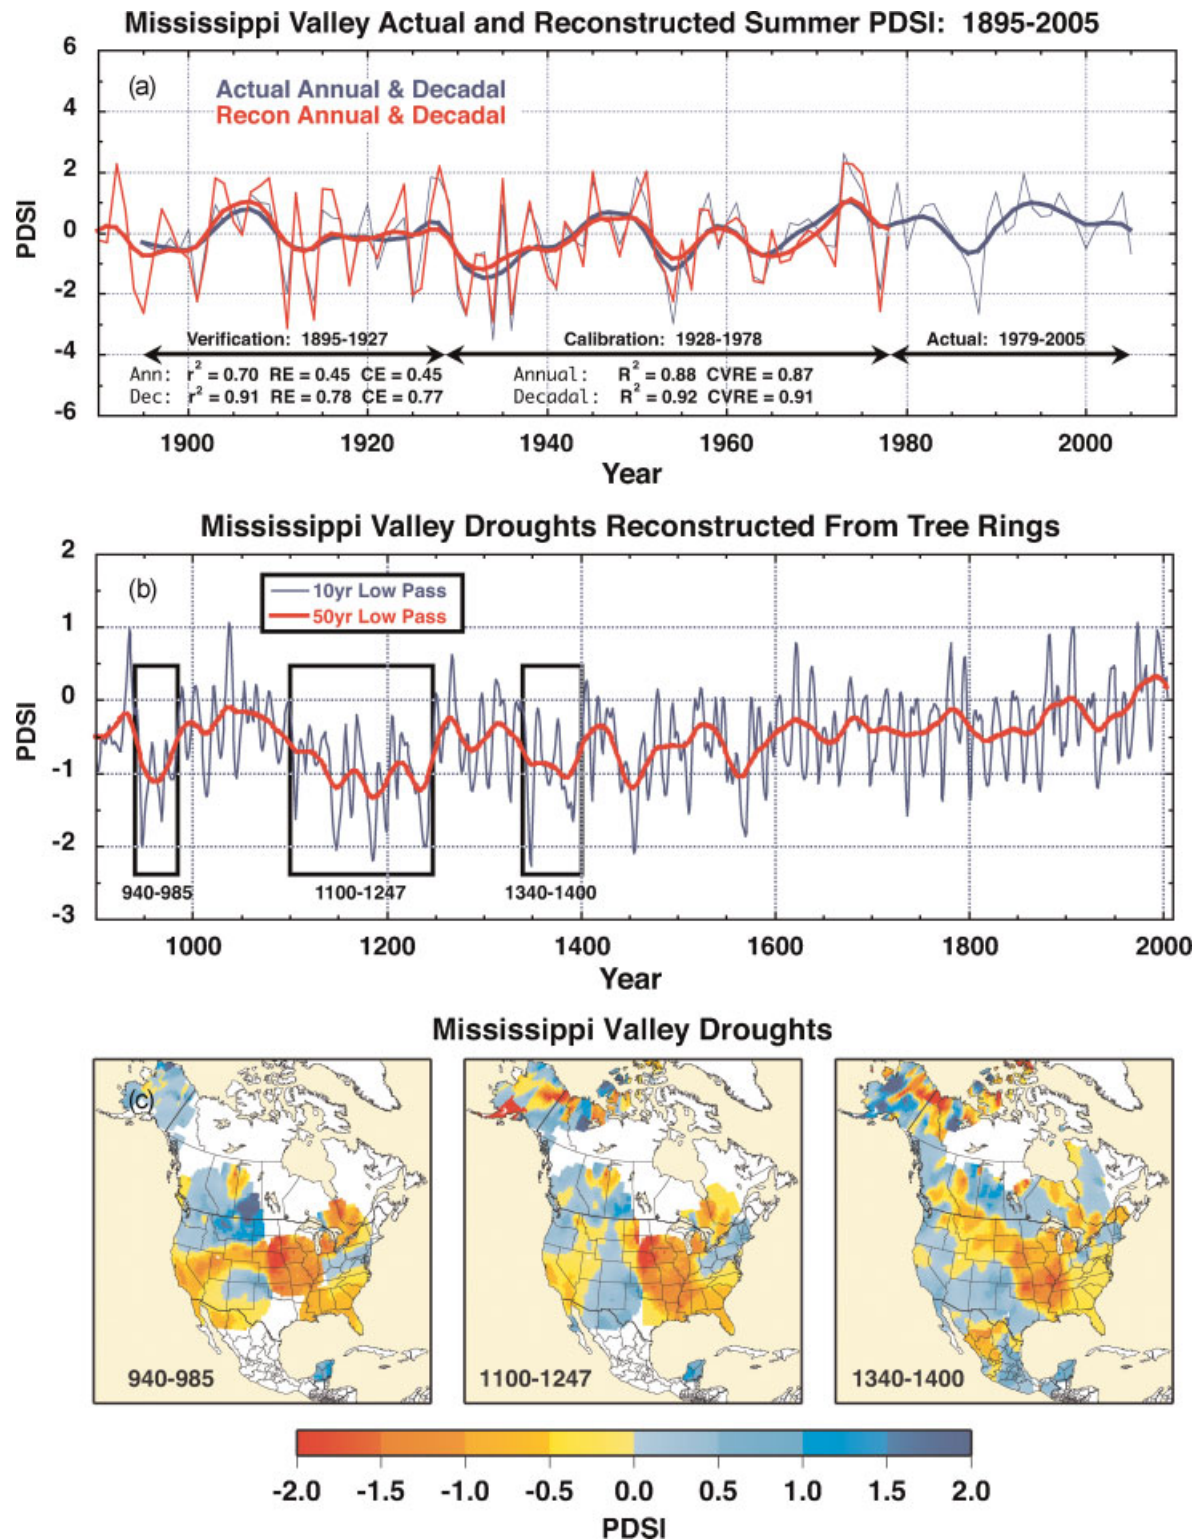 Mississippi Valley Actual and Reconstructed Summer PDSI: 1895-2005
6
(a)
Actual Annual & Decadal
Recon Annual & Decadal
4
2
0
-2
-4
-6
PDSI
Verification: 1895-1927
Calibration: 1928-1978
Actual: 1979-2005
Ann: r² = 0.70 RE = 0.45 CE = 0.45
Annual: R² = 0.88 CVRE = 0.87
Dec: r² = 0.91 RE = 0.78 CE = 0.77
Decadal: R² = 0.92 CVRE = 0.91
1900 1920 1940 1960 1980 2000
Year
Mississippi Valley Droughts Reconstructed From Tree Rings
2
(b)
10yr Low Pass
50yr Low Pass
1
0
-1
-2
-3
PDSI
940-985
1100-1247
1340-1400
1000 1200 1400 1600 1800 2000
Year
Mississippi Valley Droughts
(c)
940-985
1100-1247
1340-1400
-2.0 -1.5 -1.0 -0.5 0.0 0.5 1.0 1.5 2.0
PDSI